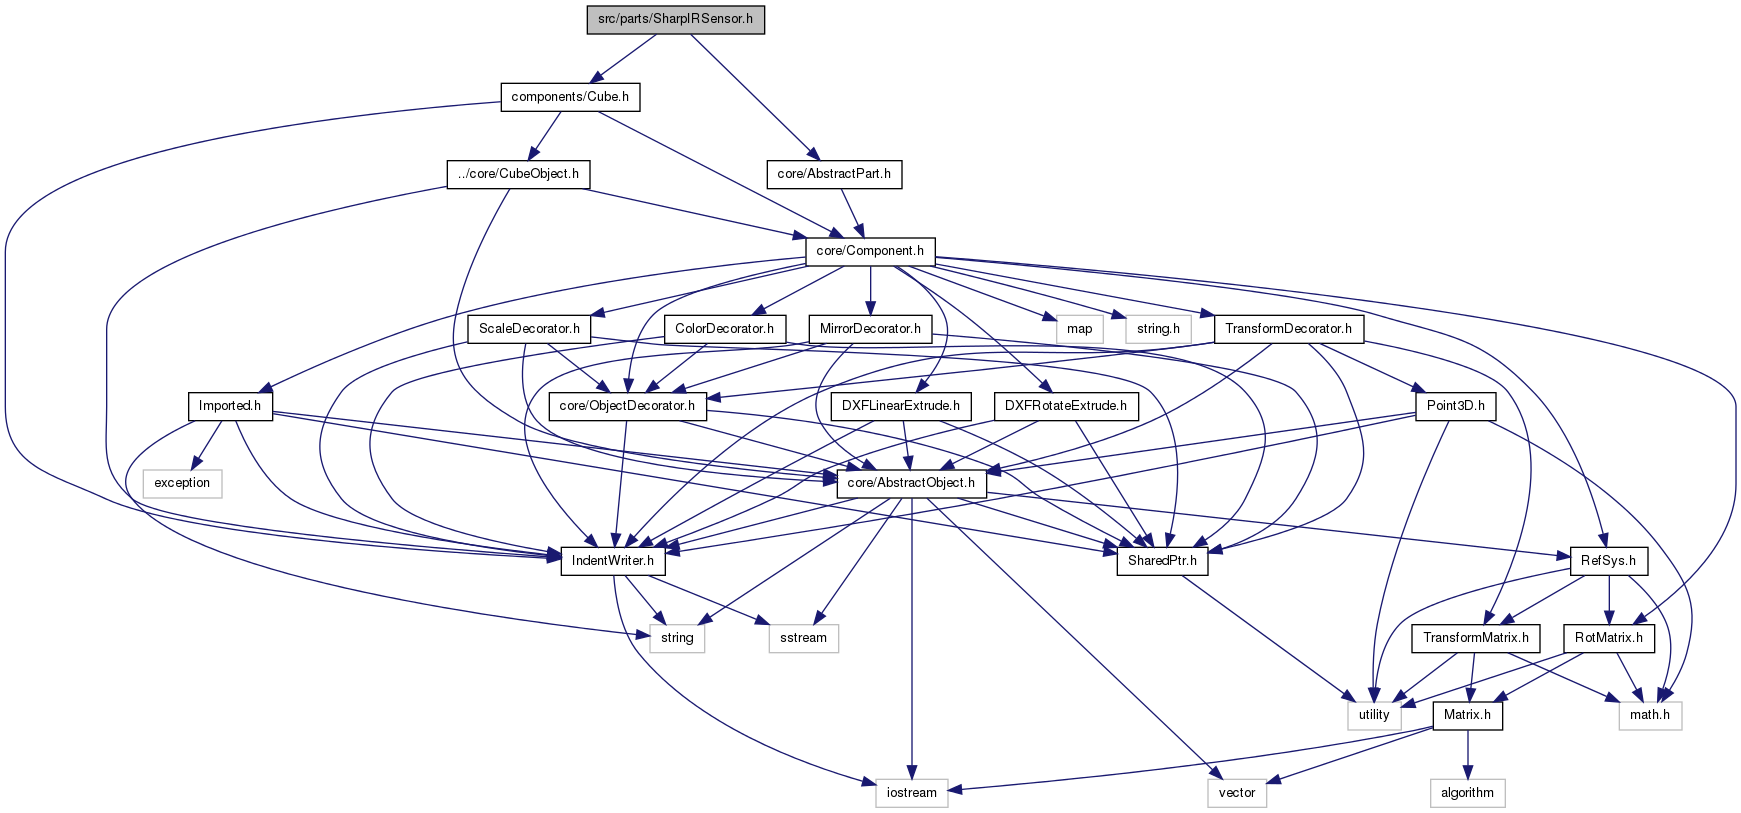 src/parts/SharpIRSensor.h
components/Cube.h
../core/CubeObject.h
core/AbstractPart.h
core/Component.h
ScaleDecorator.h
ColorDecorator.h
MirrorDecorator.h
map
string.h
TransformDecorator.h
Imported.h
core/ObjectDecorator.h
DXFLinearExtrude.h
DXFRotateExtrude.h
Point3D.h
exception
core/AbstractObject.h
IndentWriter.h
SharedPtr.h
RefSys.h
string
sstream
TransformMatrix.h
RotMatrix.h
utility
Matrix.h
math.h
iostream
vector
algorithm